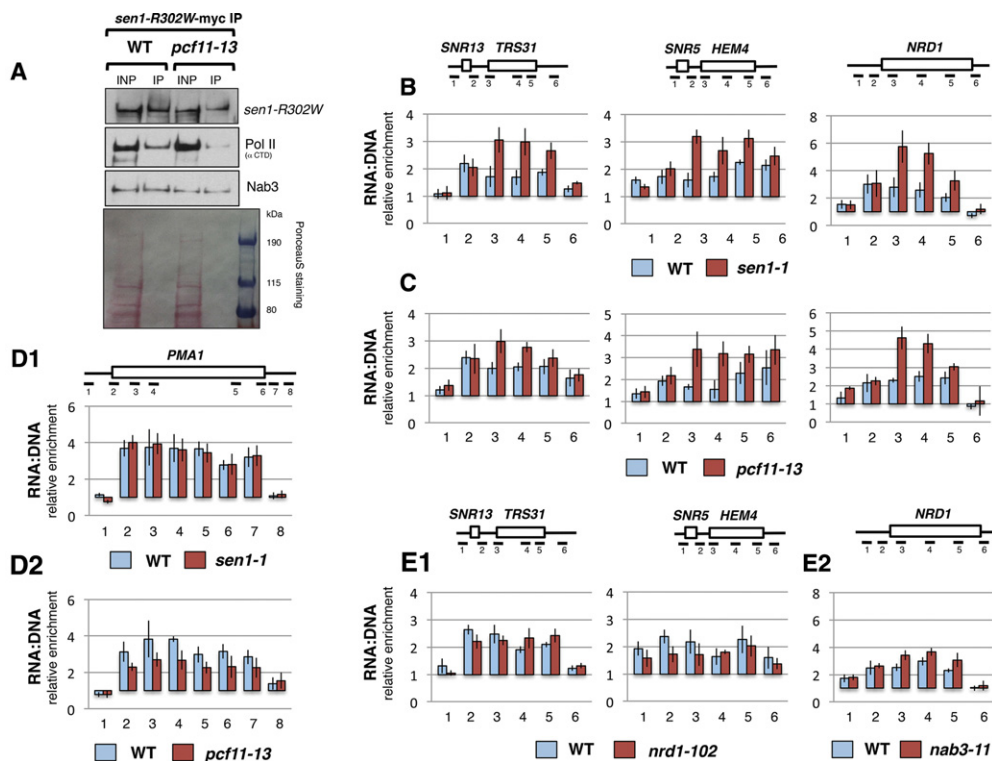 sen1-R302W-myc IP
WT pcf11-13
A
INP IP INP IP
sen1-R302W
Pol II
(α CTD)
Nab3
kDa
190
115
80
PonceauS staining
B
SNR13 TRS31
1 2 3 4 5 6
SNR5 HEM4
1 2 3 4 5 6
NRD1
1 2 3 4 5 6
RNA:DNA
relative enrichment
4
3
2
1
0
1 2 3 4 5 6
4
3
2
1
0
1 2 3 4 5 6
8
6
4
2
0
1 2 3 4 5 6
WT sen1-1
C
RNA:DNA
relative enrichment
4
3
2
1
0
1 2 3 4 5 6
5
4
3
2
1
0
1 2 3 4 5 6
6
5
4
3
2
1
0
1 2 3 4 5 6
WT pcf11-13
D1
PMA1
1 2 3 4 5 6 7 8
RNA:DNA
relative enrichment
6
4
2
0
1 2 3 4 5 6 7 8
WT sen1-1
D2
RNA:DNA
relative enrichment
6
4
2
0
1 2 3 4 5 6 7 8
WT pcf11-13
E1
SNR13 TRS31
1 2 3 4 5 6
SNR5 HEM4
1 2 3 4 5 6
RNA:DNA
relative enrichment
4
3
2
1
0
1 2 3 4 5 6
4
3
2
1
0
1 2 3 4 5 6
WT nrd1-102
E2
NRD1
1 2 3 4 5 6
8
6
4
2
0
1 2 3 4 5 6
WT nab3-11